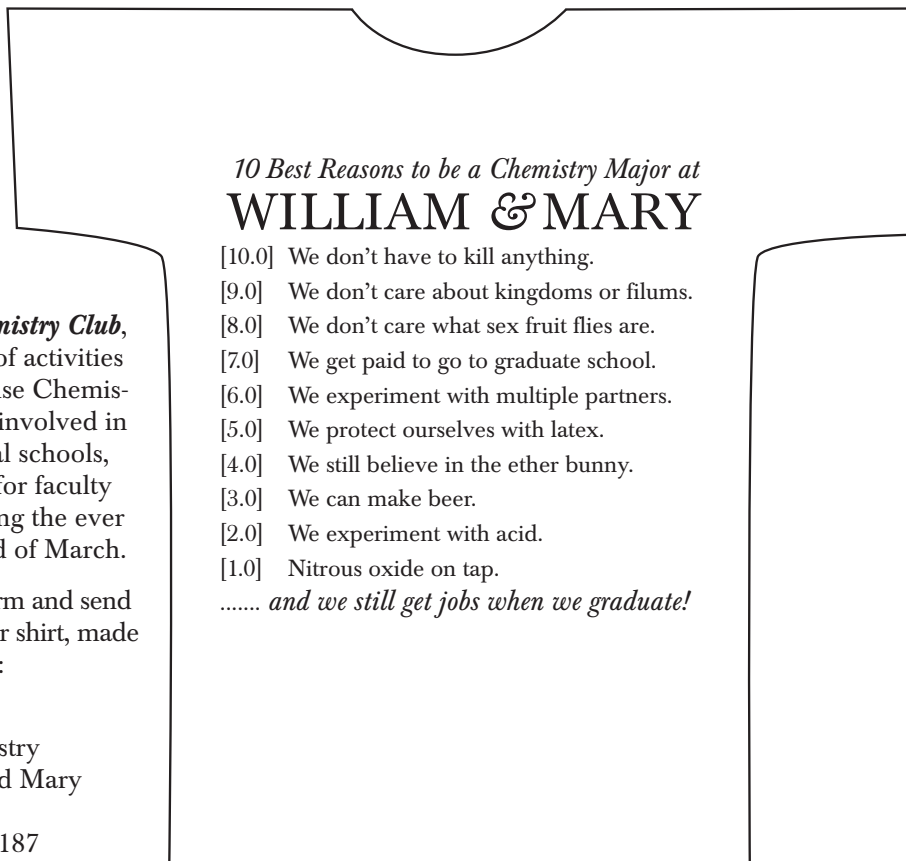 mistry Club,
of activities
se Chemis-
involved in
al schools,
for faculty
ng the ever
d of March.
rm and send
r shirt, made
:
stry
d Mary
187
10 Best Reasons to be a Chemistry Major at
WILLIAM & MARY
[10.0] We don’t have to kill anything.
[9.0] We don’t care about kingdoms or filums.
[8.0] We don’t care what sex fruit flies are.
[7.0] We get paid to go to graduate school.
[6.0] We experiment with multiple partners.
[5.0] We protect ourselves with latex.
[4.0] We still believe in the ether bunny.
[3.0] We can make beer.
[2.0] We experiment with acid.
[1.0] Nitrous oxide on tap.
....... and we still get jobs when we graduate!